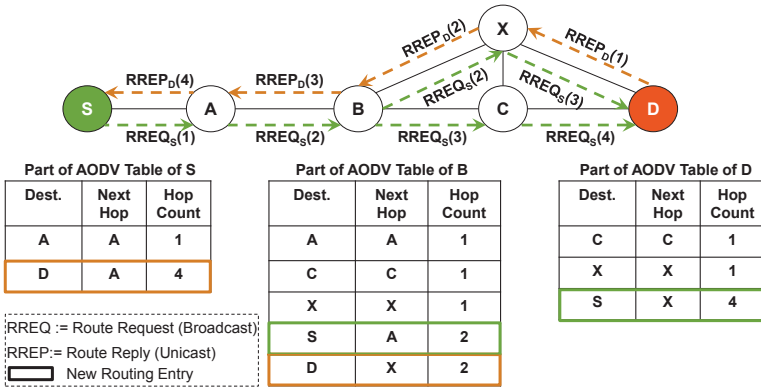 X
RREP_D(2)
RREP_D(1)
RREP_D(4)
RREP_D(3)
RREQ_S(2)
RREQ_S(3)
S
A
B
C
D
RREQ_S(1)
RREQ_S(2)
RREQ_S(3)
RREQ_S(4)
Part of AODV Table of S
Dest. Next Hop Hop Count
A A 1
D A 4
Part of AODV Table of B
Dest. Next Hop Hop Count
A A 1
C C 1
X X 1
S A 2
D X 2
Part of AODV Table of D
Dest. Next Hop Hop Count
C C 1
X X 1
S X 4
RREQ := Route Request (Broadcast)
RREP:= Route Reply (Unicast)
New Routing Entry